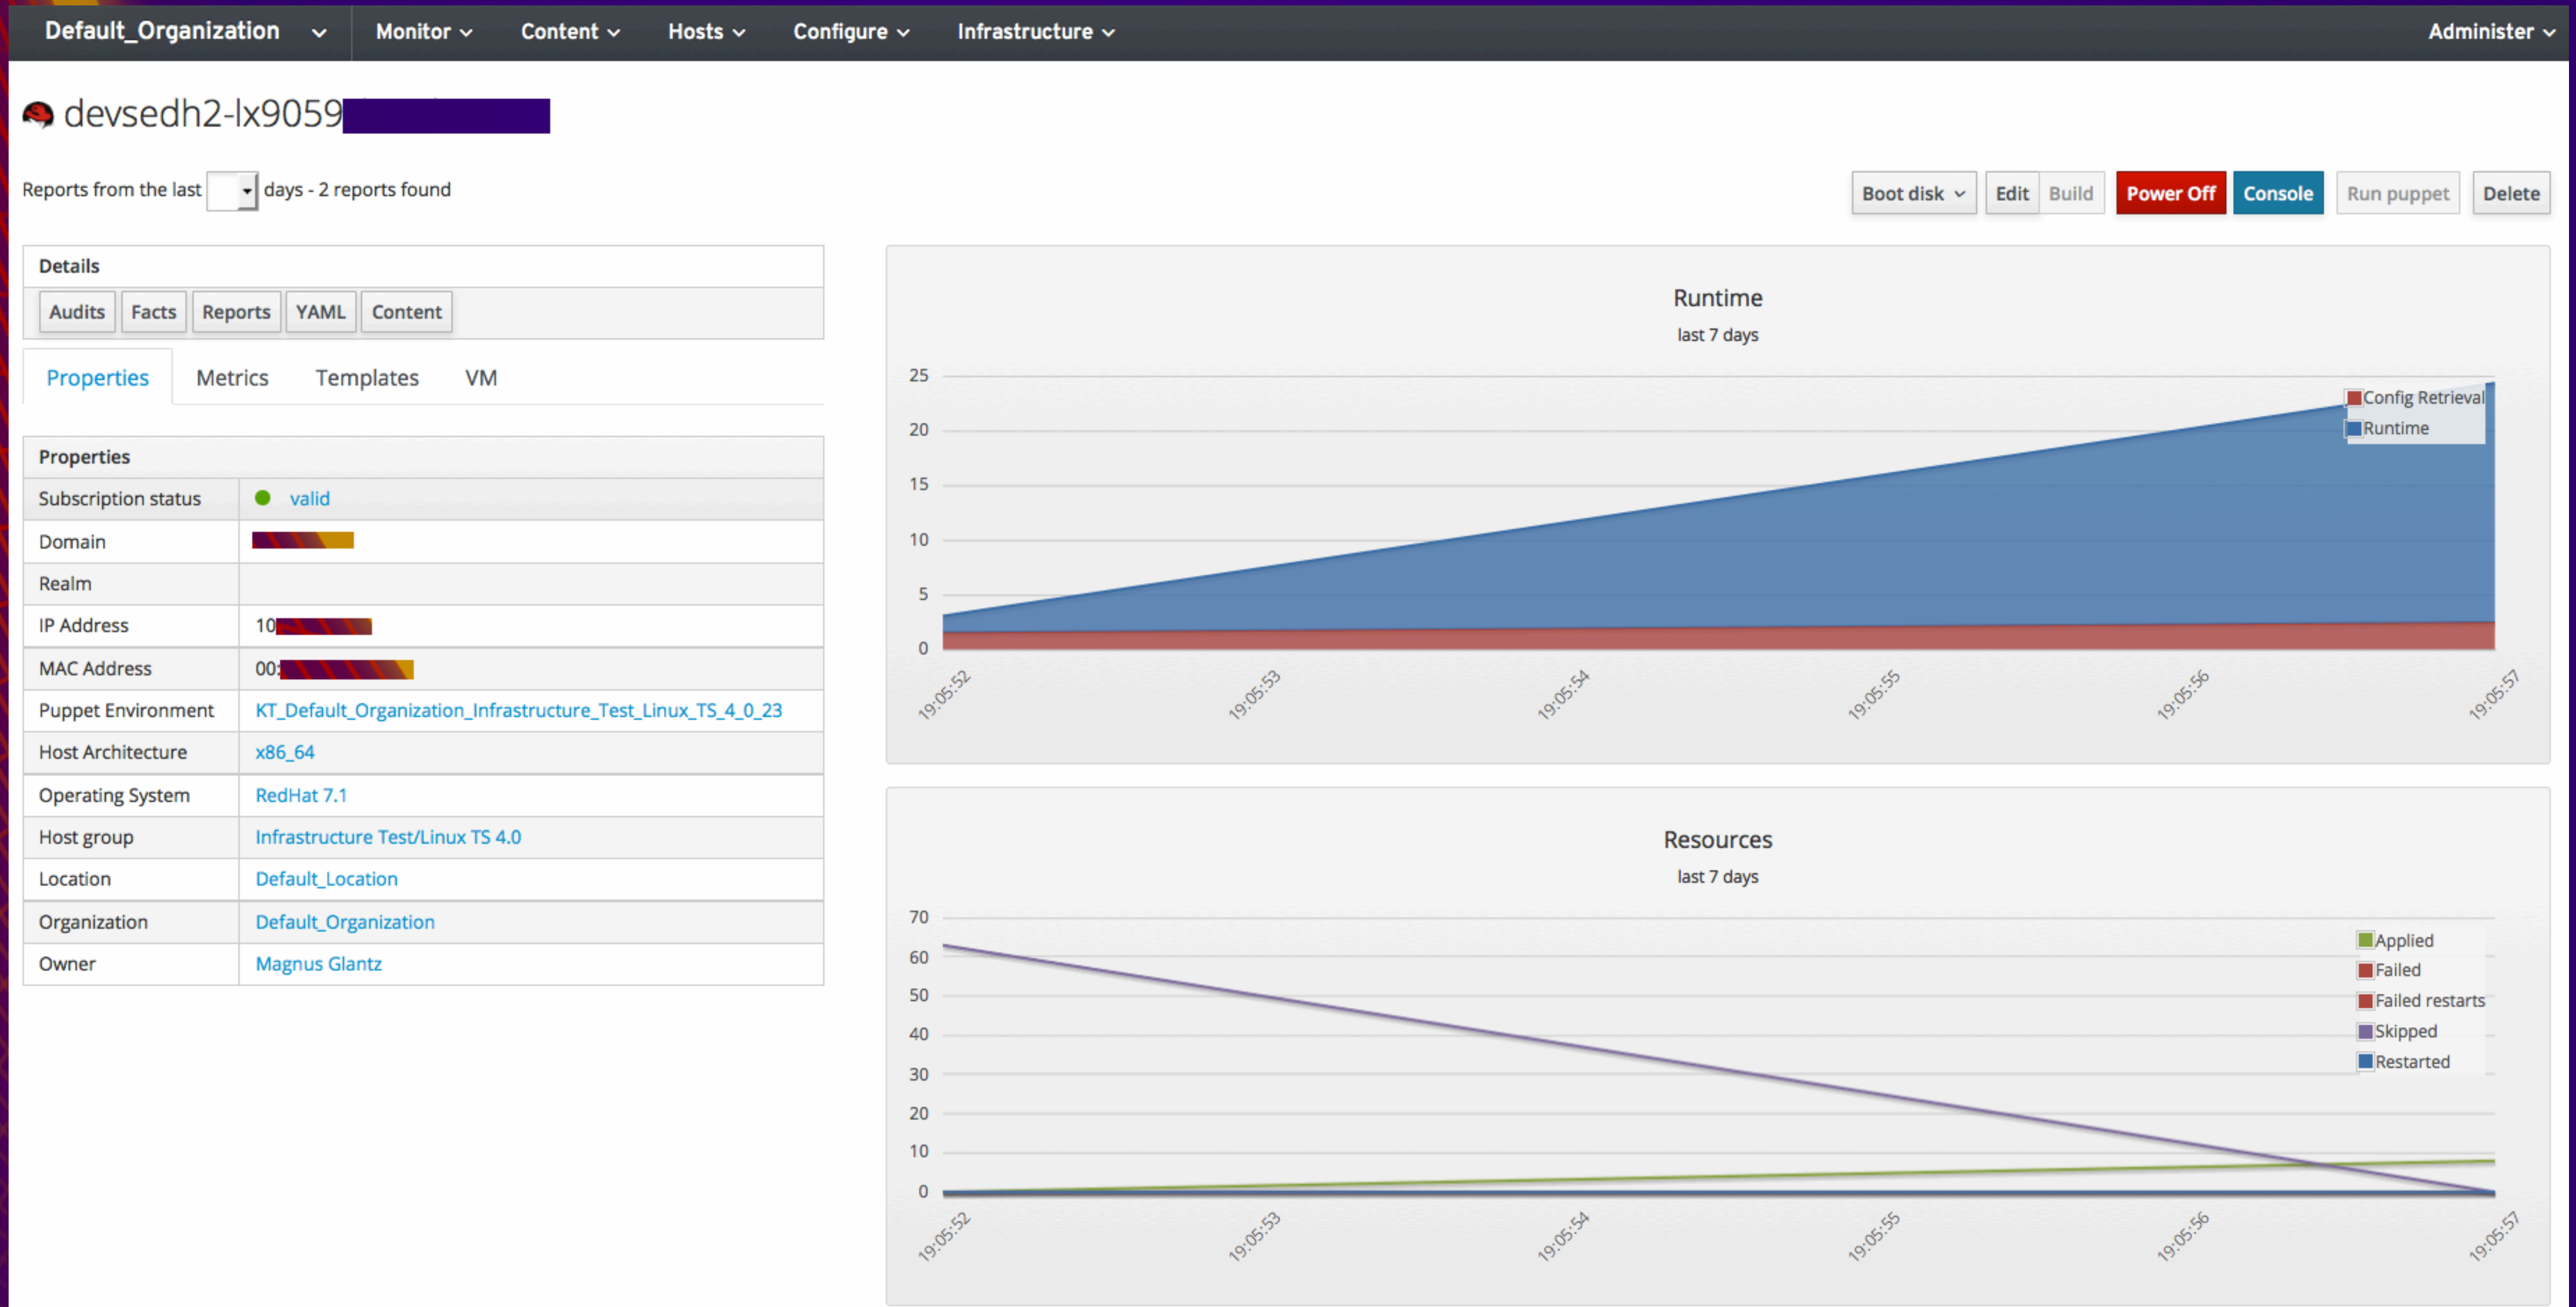 Default_Organization Monitor Content Hosts Configure Infrastructure Administer
devsedh2-lx9059
Reports from the last days - 2 reports found
Boot disk Edit Build Power Off Console Run puppet Delete
Details
Audits Facts Reports YAML Content
Properties Metrics Templates VM
Properties
Subscription status valid
Domain
Realm
IP Address 10
MAC Address 00:
Puppet Environment KT_Default_Organization_Infrastructure_Test_Linux_TS_4_0_23
Host Architecture x86_64
Operating System RedHat 7.1
Host group Infrastructure Test/Linux TS 4.0
Location Default_Location
Organization Default_Organization
Owner Magnus Glantz
Runtime
last 7 days
25
20
15
10
5
0
Config Retrieval
Runtime
19:05:52 19:05:53 19:05:54 19:05:55 19:05:56 19:05:57
Resources
last 7 days
70
60
50
40
30
20
10
0
Applied
Failed
Failed restarts
Skipped
Restarted
19:05:52 19:05:53 19:05:54 19:05:55 19:05:56 19:05:57